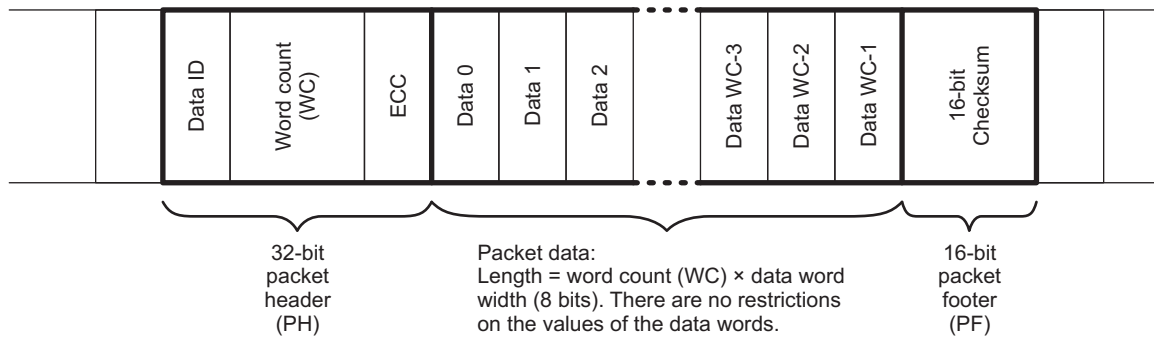 Data ID
Word count
(WC)
ECC
Data 0
Data 1
Data 2
Data WC-3
Data WC-2
Data WC-1
16-bit
Checksum
32-bit
packet
header
(PH)
Packet data:
Length = word count (WC) × data word
width (8 bits). There are no restrictions
on the values of the data words.
16-bit
packet
footer
(PF)